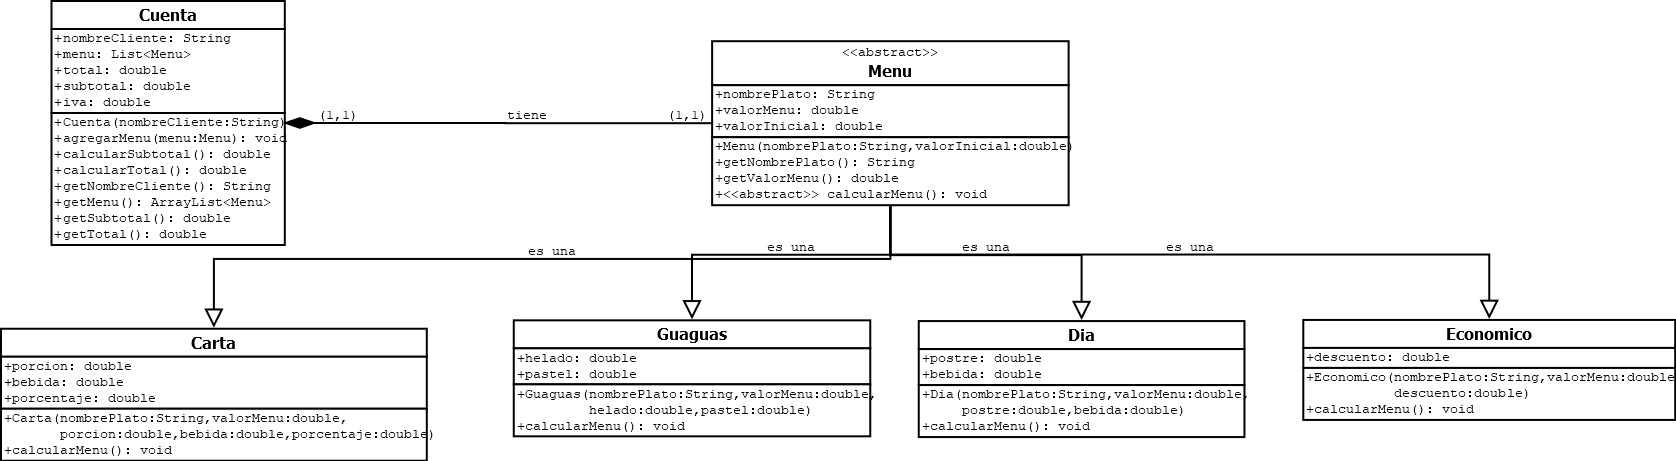 Cuenta
+nombreCliente: String
+menu: List<Menu>
+total: double
+subtotal: double
+iva: double
+Cuenta(nombreCliente:String)
+agregarMenu(menu:Menu): void
+calcularSubtotal(): double
+calcularTotal(): double
+getNombreCliente(): String
+getMenu(): ArrayList<Menu>
+getSubtotal(): double
+getTotal(): double
(1,1) tiene (1,1)
<<abstract>>
Menu
+nombrePlato: String
+valorMenu: double
+valorInicial: double
+Menu(nombrePlato:String,valorInicial:double)
+getNombrePlato(): String
+getValorMenu(): double
+<<abstract>> calcularMenu(): void
es una
es una
es una
es una
Carta
+porcion: double
+bebida: double
+porcentaje: double
+Carta(nombrePlato:String,valorMenu:double,
porcion:double,bebida:double,porcentaje:double)
+calcularMenu(): void
Guaguas
+helado: double
+pastel: double
+Guaguas(nombrePlato:String,valorMenu:double,
helado:double,pastel:double)
+calcularMenu(): void
Dia
+postre: double
+bebida: double
+Dia(nombrePlato:String,valorMenu:double,
postre:double,bebida:double)
+calcularMenu(): void
Economico
+descuento: double
+Economico(nombrePlato:String,valorMenu:double
descuento:double)
+calcularMenu(): void